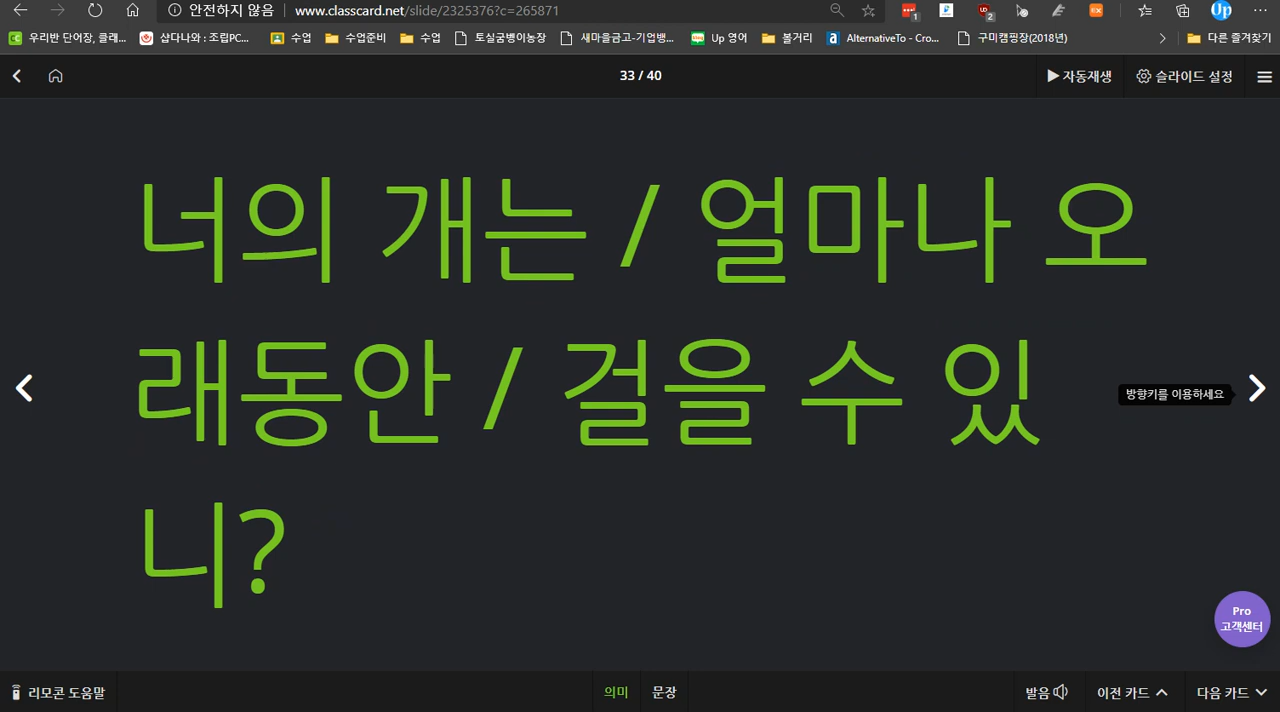 안전하지 않음 www.classcard.net/slide/2325376?c=265871
우리반 단어장, 클래... 샵다나와 : 조립PC... 수업 수업준비 수업 토실굼벵이농장 새마을금고-기업뱅... Up 영어 볼거리 AlternativeTo - Cro... 구미캠핑장(2018년) 다른 즐겨찾기
33 / 40 자동재생 슬라이드 설정
너의 개는 / 얼마나 오
래동안 / 걸을 수 있
니?
방향키를 이용하세요
Pro
고객센터
리모콘 도움말 의미 문장 발음 이전 카드 다음 카드